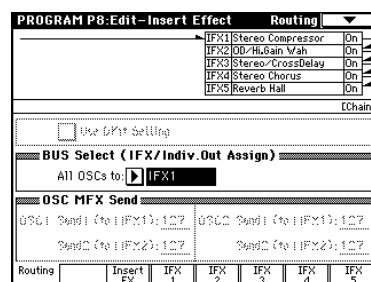 PROGRAM P8:Edit-Insert Effect Routing
IFX1 Stereo Compressor On
IFX2 OD/Hi.Gain Wah On
IFX3 Stereo/CrossDelay On
IFX4 Stereo Chorus On
IFX5 Reverb Hall On
[Chain
Use DKit Setting
BUS Select (IFX/Indiv.Out Assign)
All OSCs to: IFX1
OSC MFX Send
OSC1 Send1 (to MFX1): 127 OSC2 Send1 (to MFX1): 127
Send2 (to MFX2): 127 Send2 (to MFX2): 127
Routing Insert FX IFX 1 IFX 2 IFX 3 IFX 4 IFX 5